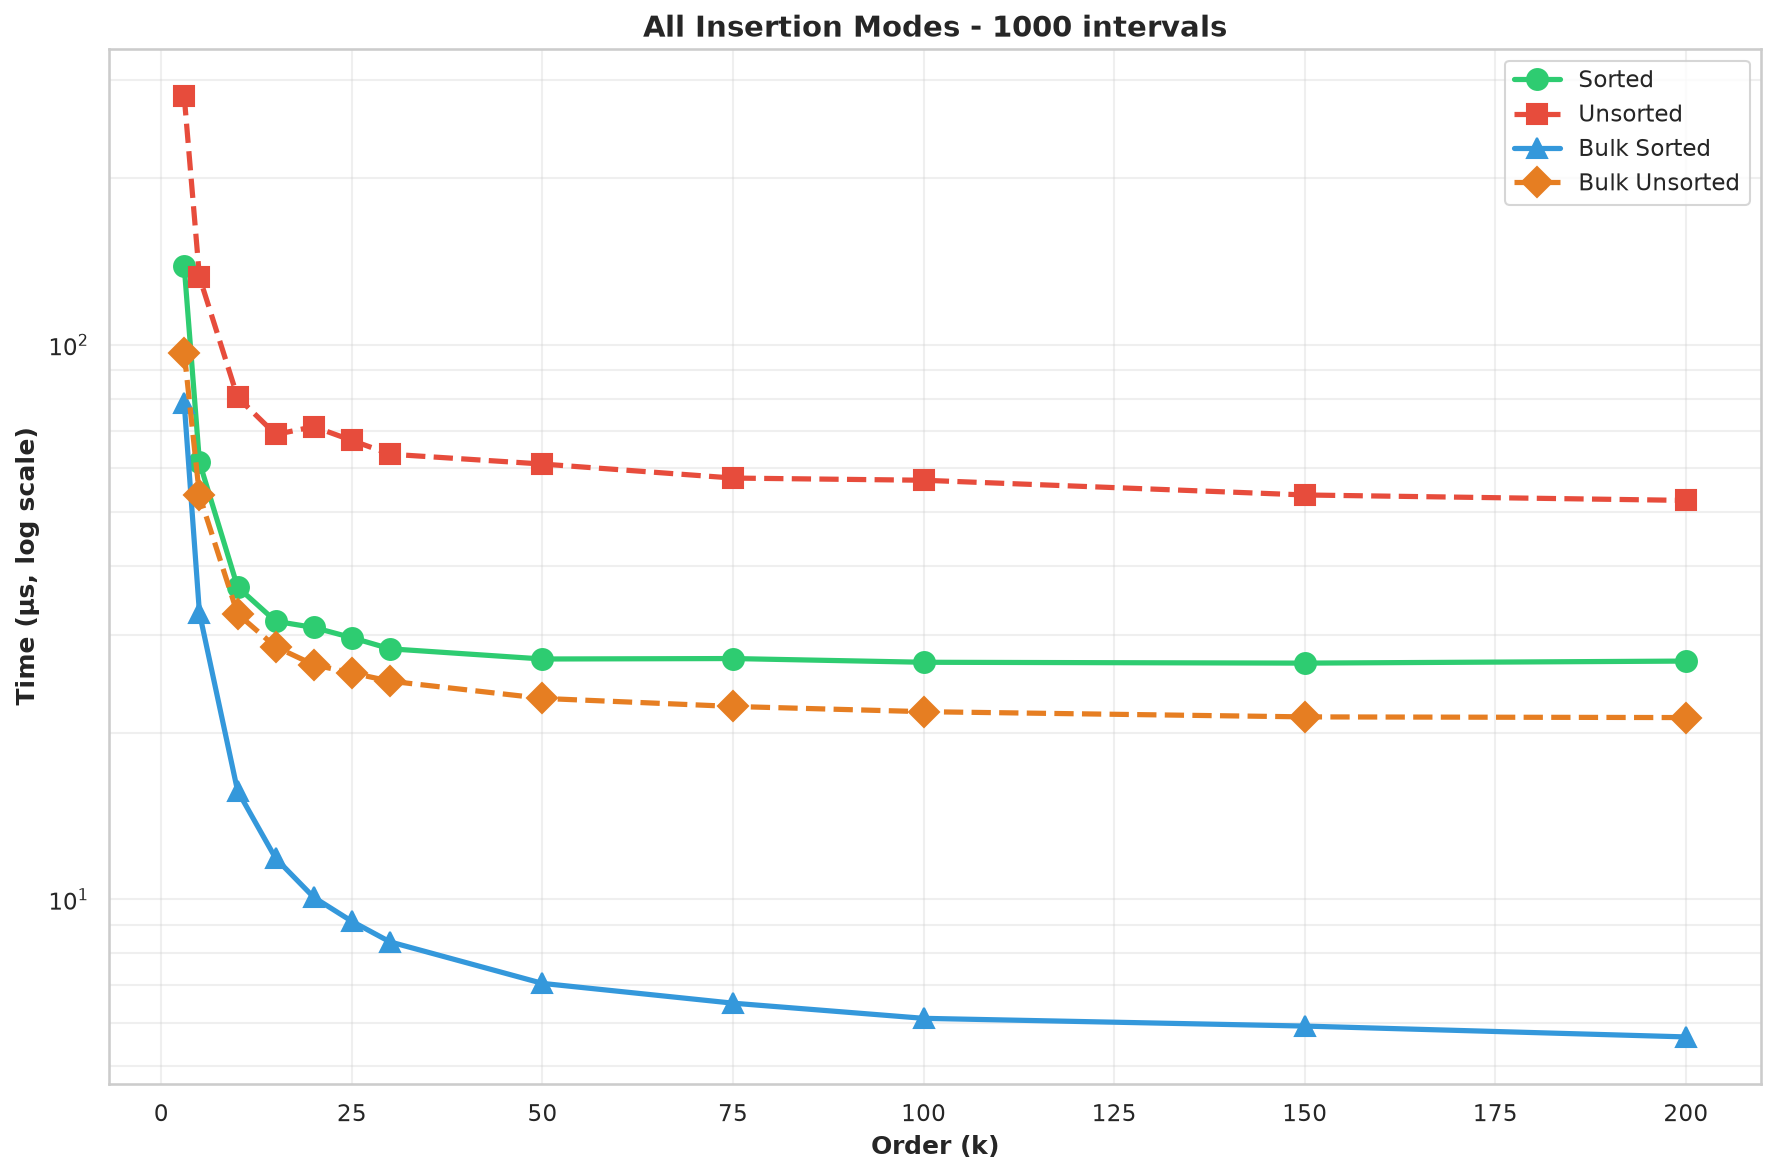 All Insertion Modes - 1000 intervals
Sorted
Unsorted
Bulk Sorted
Bulk Unsorted
Time (µs, log scale)
10²
10¹
0 25 50 75 100 125 150 175 200
Order (k)